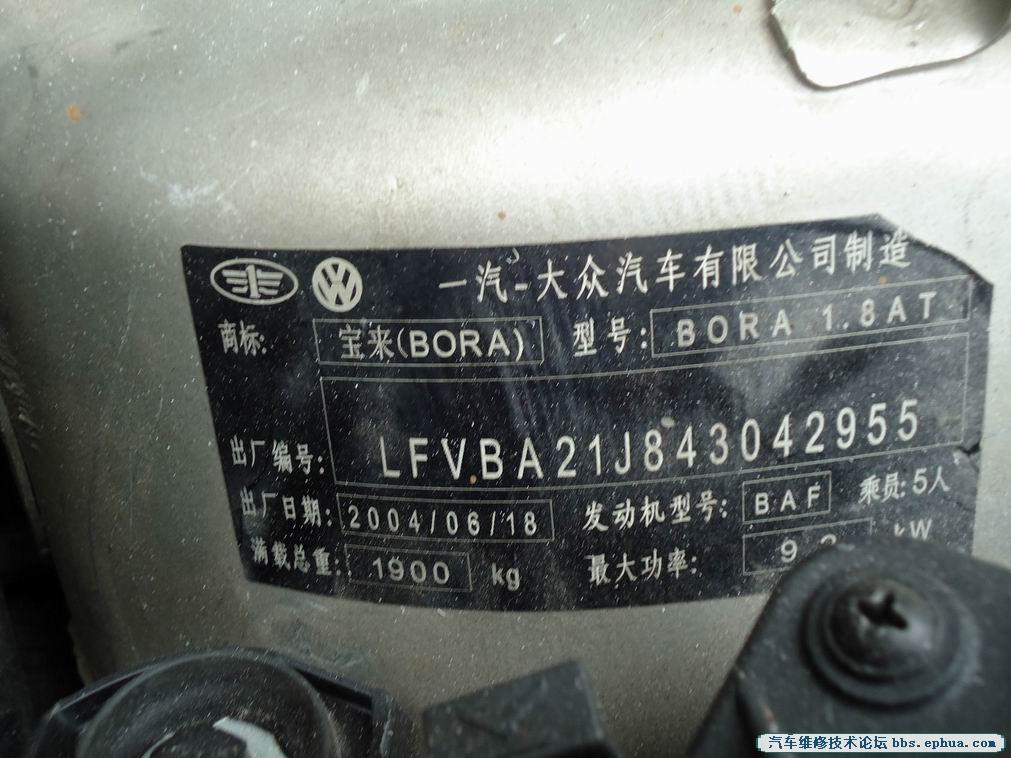 一汽-大众汽车有限公司制造
商标: 宝来(BORA) 型号: BORA 1.8AT
出厂编号: LFVBA21J843042955
出厂日期: 2004/06/18 发动机型号: BAF 乘员: 5人
满载总重: 1900 kg 最大功率: kW
汽车维修技术论坛 bbs.ephua.com